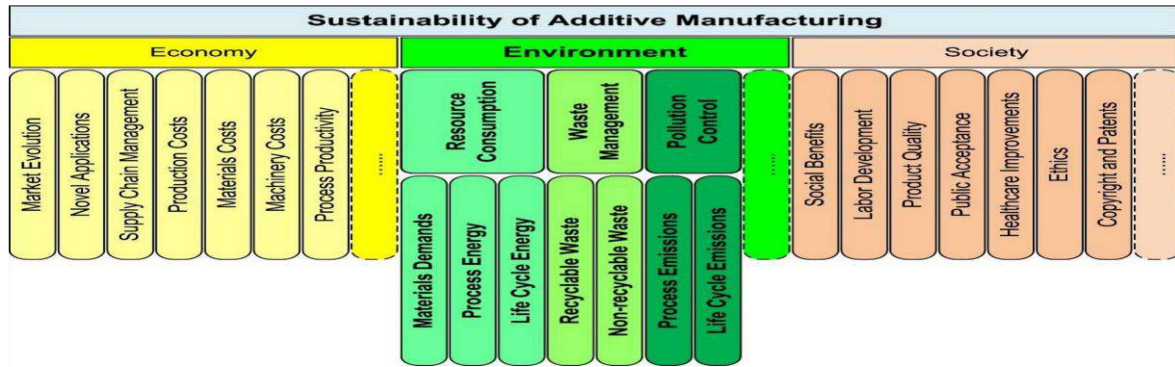 Sustainability of Additive Manufacturing
Economy
Environment
Society
Market Evolution
Novel Applications
Supply Chain Management
Production Costs
Materials Costs
Machinery Costs
Process Productivity
......
Resource
Consumption
Waste
Management
Pollution
Control
......
Materials Demands
Process Energy
Life Cycle Energy
Recyclable Waste
Non-recyclable Waste
Process Emissions
Life Cycle Emissions
Social Benefits
Labor Development
Product Quality
Public Acceptance
Healthcare Improvements
Ethics
Copyright and Patents
......